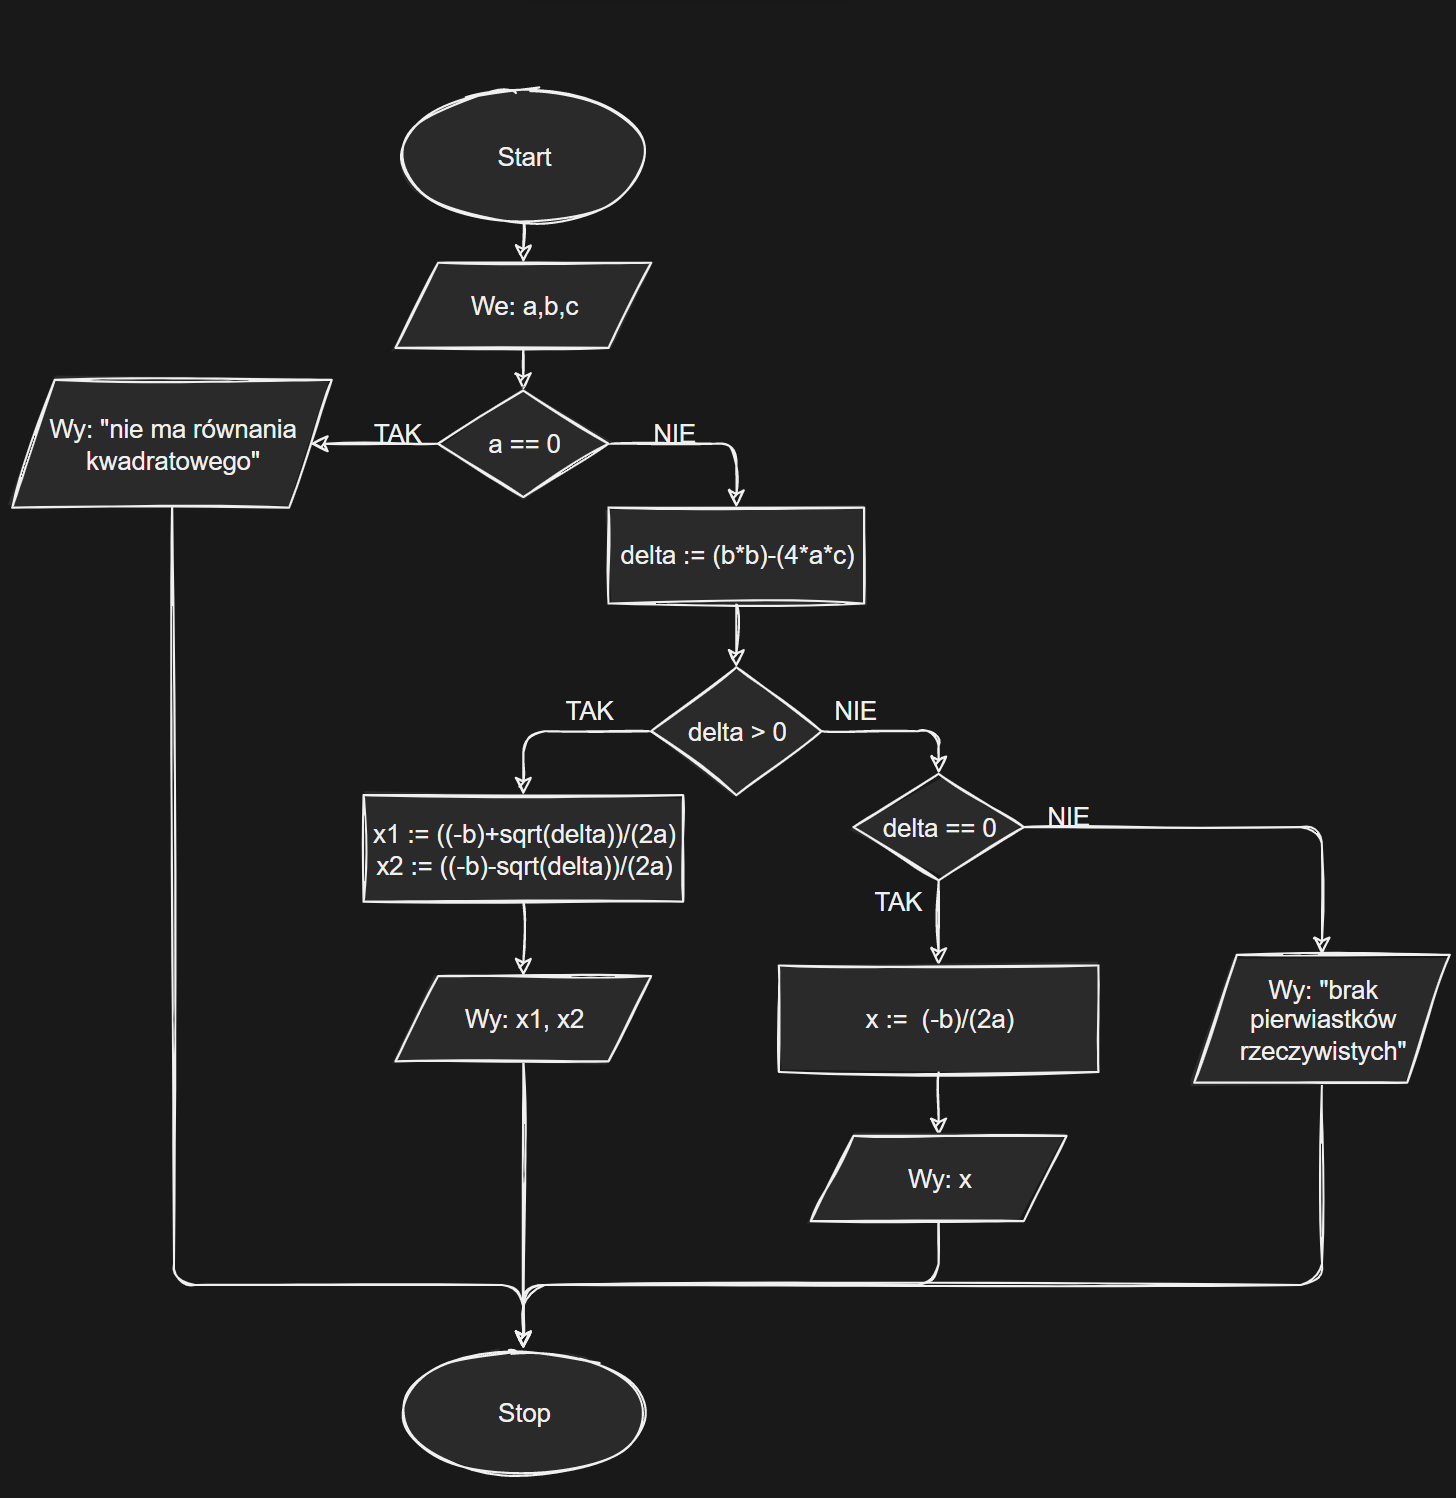 Start
We: a,b,c
a == 0
TAK
NIE
Wy: "nie ma równania
kwadratowego"
delta := (b*b)-(4*a*c)
delta > 0
TAK
NIE
x1 := ((-b)+sqrt(delta))/(2a)
x2 := ((-b)-sqrt(delta))/(2a)
delta == 0
NIE
TAK
Wy: x1, x2
x := (-b)/(2a)
Wy: "brak
pierwiastków
rzeczywistych"
Wy: x
Stop